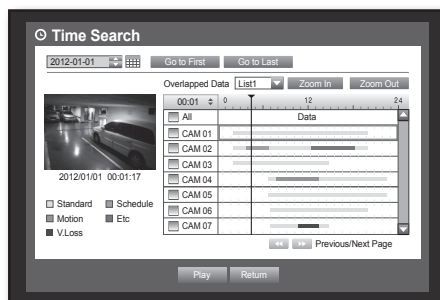 Time Search
2012-01-01 Go to First Go to Last
Overlapped Data List1 Zoom In Zoom Out
00:01 0 12 24
All Data
CAM 01
CAM 02
CAM 03
CAM 04
CAM 05
CAM 06
CAM 07
2012/01/01 00:01:17
Standard Schedule
Motion Etc
V.Loss
Previous/Next Page
Play Return